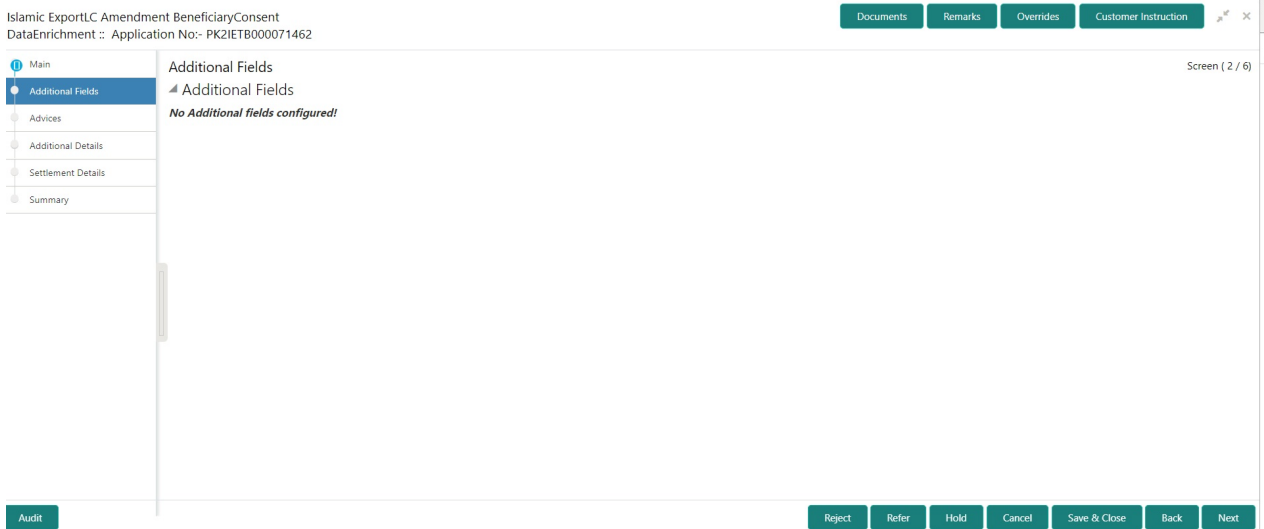 Islamic ExportLC Amendment BeneficiaryConsent
DataEnrichment :: Application No:- PK2IETB000071462
Documents
Remarks
Overrides
Customer Instruction
Main
Additional Fields
Advices
Additional Details
Settlement Details
Summary
Additional Fields
Screen ( 2 / 6)
Additional Fields
No Additional fields configured!
Audit
Reject
Refer
Hold
Cancel
Save & Close
Back
Next